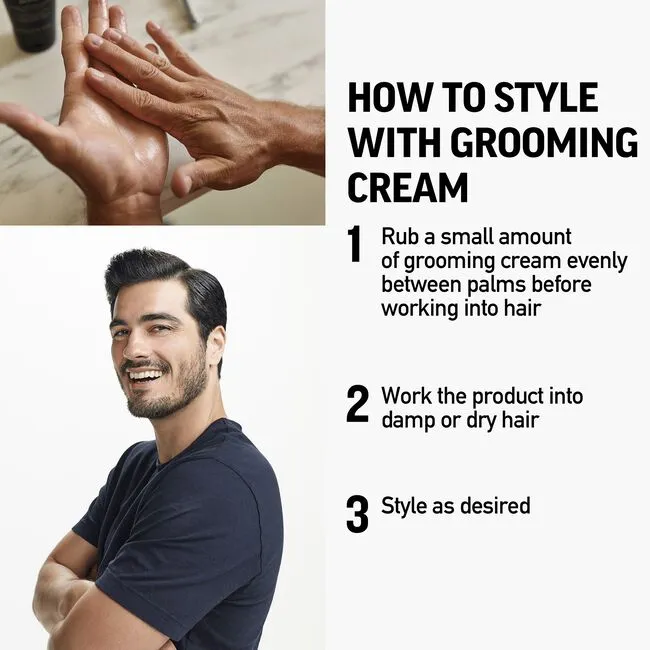 HOW TO STYLE
WITH GROOMING
CREAM
1 Rub a small amount
of grooming cream evenly
between palms before
working into hair
2 Work the product into
damp or dry hair
3 Style as desired